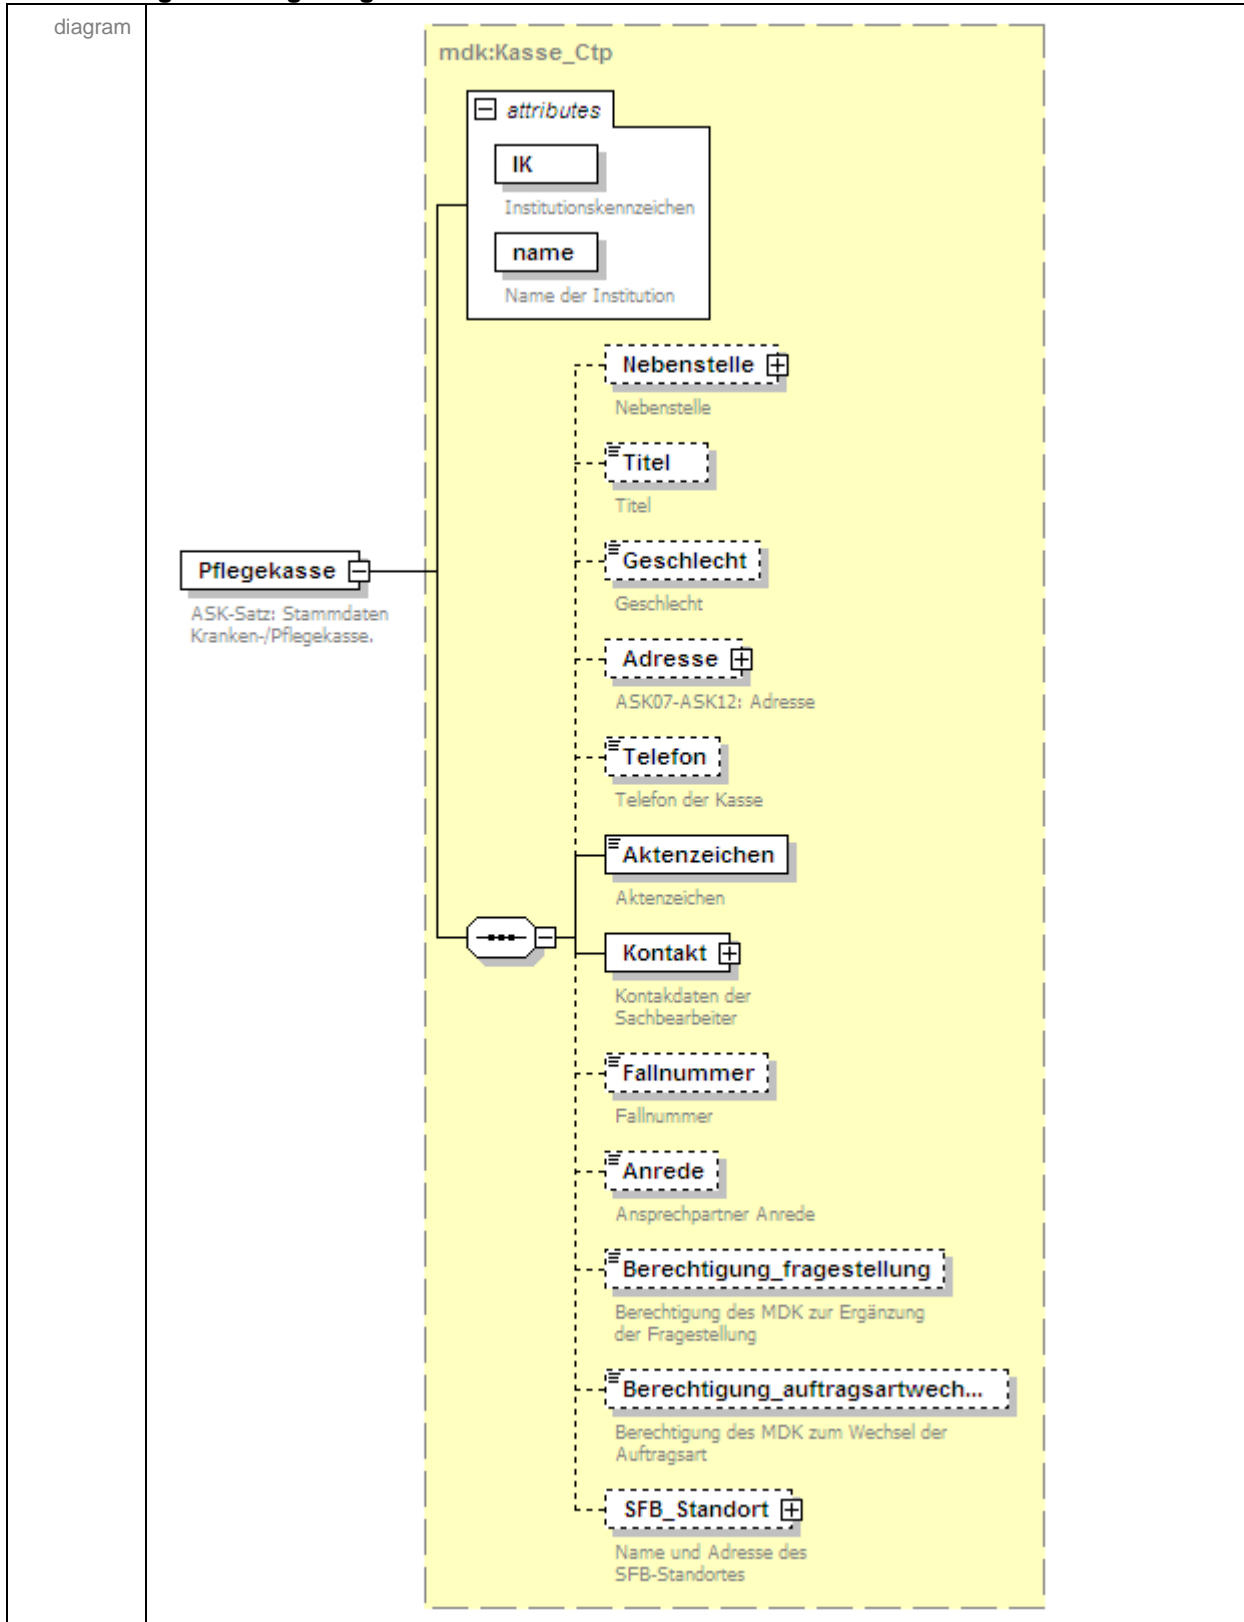 diagram
mdk:Kasse_Ctp
attributes
IK
Institutionskennzeichen
name
Name der Institution
Nebenstelle
Nebenstelle
Titel
Titel
Pflegekasse
ASK-Satz: Stammdaten
Kranken-/Pflegekasse.
Geschlecht
Geschlecht
Adresse
ASK07-ASK12: Adresse
Telefon
Telefon der Kasse
Aktenzeichen
Aktenzeichen
Kontakt
Kontakdaten der
Sachbearbeiter
Fallnummer
Fallnummer
Anrede
Ansprechpartner Anrede
Berechtigung_fragestellung
Berechtigung des MDK zur Ergänzung
der Fragestellung
Berechtigung_auftragsartwech...
Berechtigung des MDK zum Wechsel der
Auftragsart
SFB_Standort
Name und Adresse des
SFB-Standortes